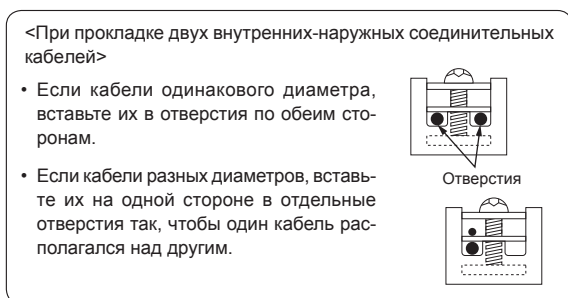 <При прокладке двух внутренних-наружных соединительных
кабелей>
• Если кабели одинакового диаметра,
вставьте их в отверстия по обеим сто-
ронам.
• Если кабели разных диаметров, вставь-
те их на одной стороне в отдельные
отверстия так, чтобы один кабель рас-
полагался над другим.
Отверстия